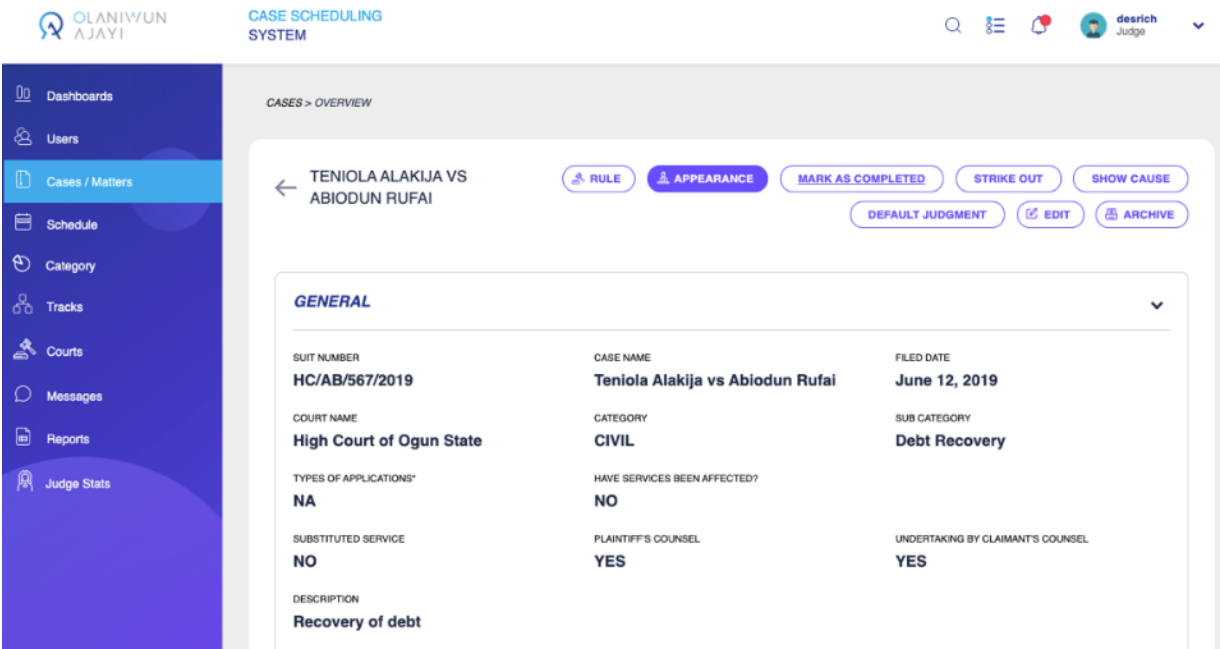 OLANIWUN
AJAYI
CASE SCHEDULING
SYSTEM
desrich
Judge
Dashboards
Users
Cases / Matters
Schedule
Category
Tracks
Courts
Messages
Reports
Judge Stats
CASES > OVERVIEW
TENIOLA ALAKIJA VS
ABIODUN RUFAI
RULE
APPEARANCE
MARK AS COMPLETED
STRIKE OUT
SHOW CAUSE
DEFAULT JUDGMENT
EDIT
ARCHIVE
GENERAL
SUIT NUMBER
HC/AB/567/2019
CASE NAME
Teniola Alakija vs Abiodun Rufai
FILED DATE
June 12, 2019
COURT NAME
High Court of Ogun State
CATEGORY
CIVIL
SUB CATEGORY
Debt Recovery
TYPES OF APPLICATIONS*
NA
HAVE SERVICES BEEN AFFECTED?
NO
SUBSTITUTED SERVICE
NO
PLAINTIFF'S COUNSEL
YES
UNDERTAKING BY CLAIMANT'S COUNSEL
YES
DESCRIPTION
Recovery of debt